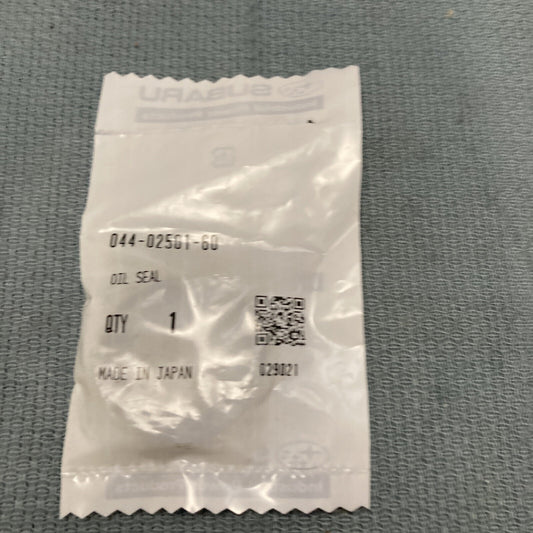 SUBARU
044-02501-60
OIL SEAL
QTY 1
MADE IN JAPAN
029021